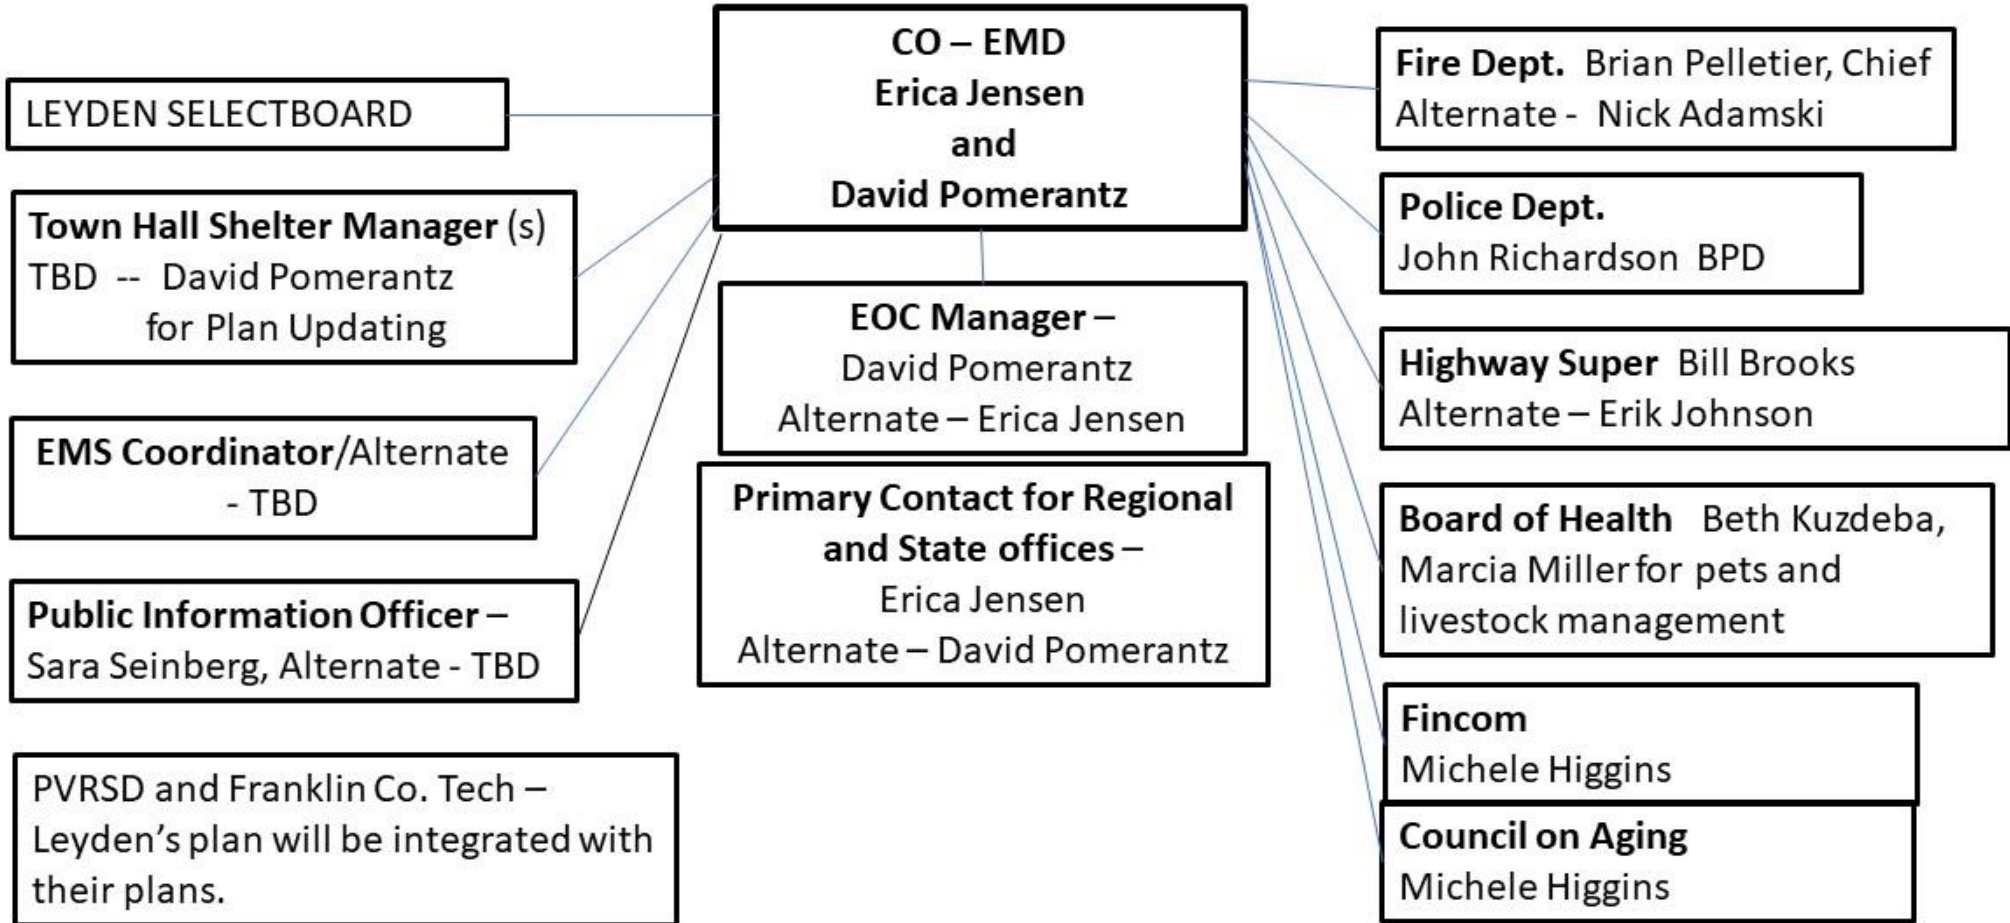 CO – EMD
Erica Jensen
and
David Pomerantz
LEYDEN SELECTBOARD
Town Hall Shelter Manager (s)
TBD -- David Pomerantz
for Plan Updating
EMS Coordinator/Alternate
- TBD
Public Information Officer –
Sara Seinberg, Alternate - TBD
PVRSD and Franklin Co. Tech –
Leyden’s plan will be integrated with
their plans.
EOC Manager –
David Pomerantz
Alternate – Erica Jensen
Primary Contact for Regional
and State offices –
Erica Jensen
Alternate – David Pomerantz
Fire Dept. Brian Pelletier, Chief
Alternate - Nick Adamski
Police Dept.
John Richardson BPD
Highway Super Bill Brooks
Alternate – Erik Johnson
Board of Health Beth Kuzdeba,
Marcia Miller for pets and
livestock management
Fincom
Michele Higgins
Council on Aging
Michele Higgins